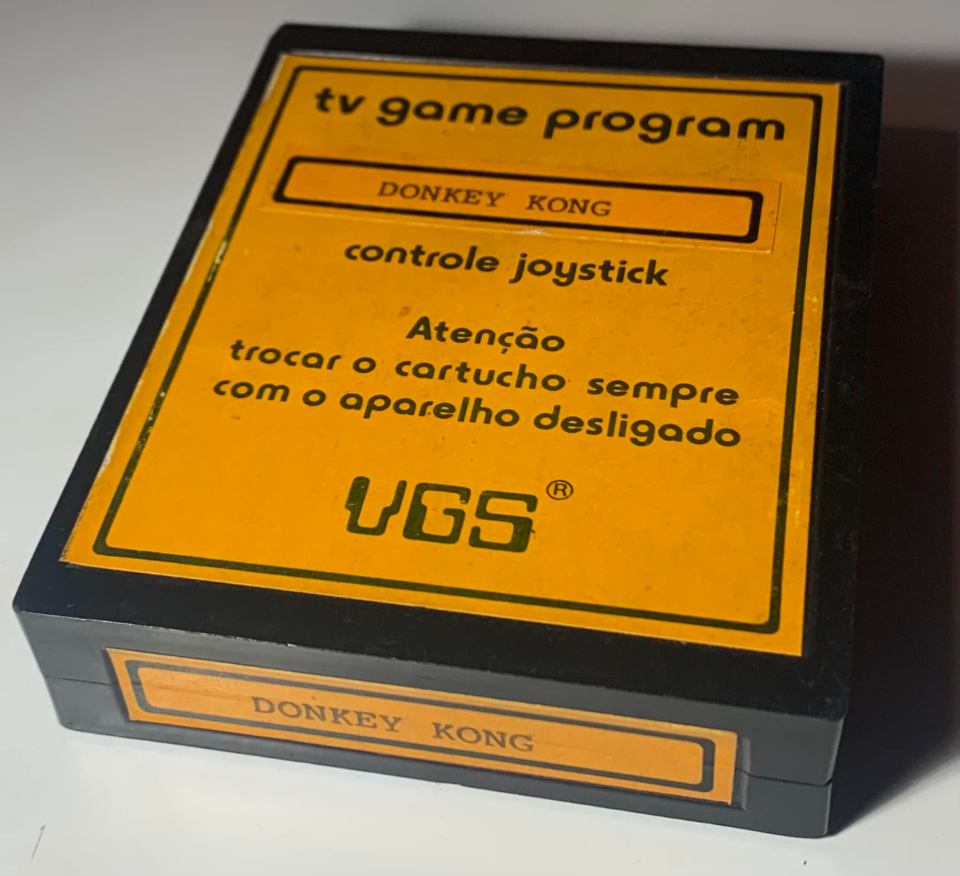 tv game program
DONKEY KONG
controle joystick
Atenção
trocar o cartucho sempre
com o aparelho desligado
VGS®
DONKEY KONG